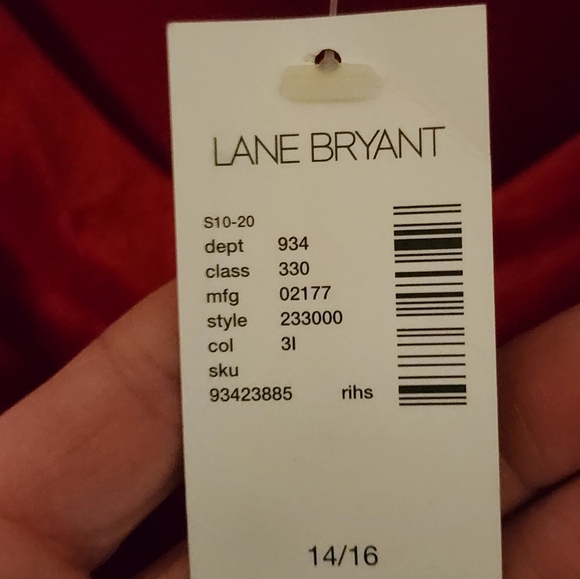 LANE BRYANT
S10-20
dept 934
class 330
mfg 02177
style 233000
col 3I
sku
93423885 rihs
14/16